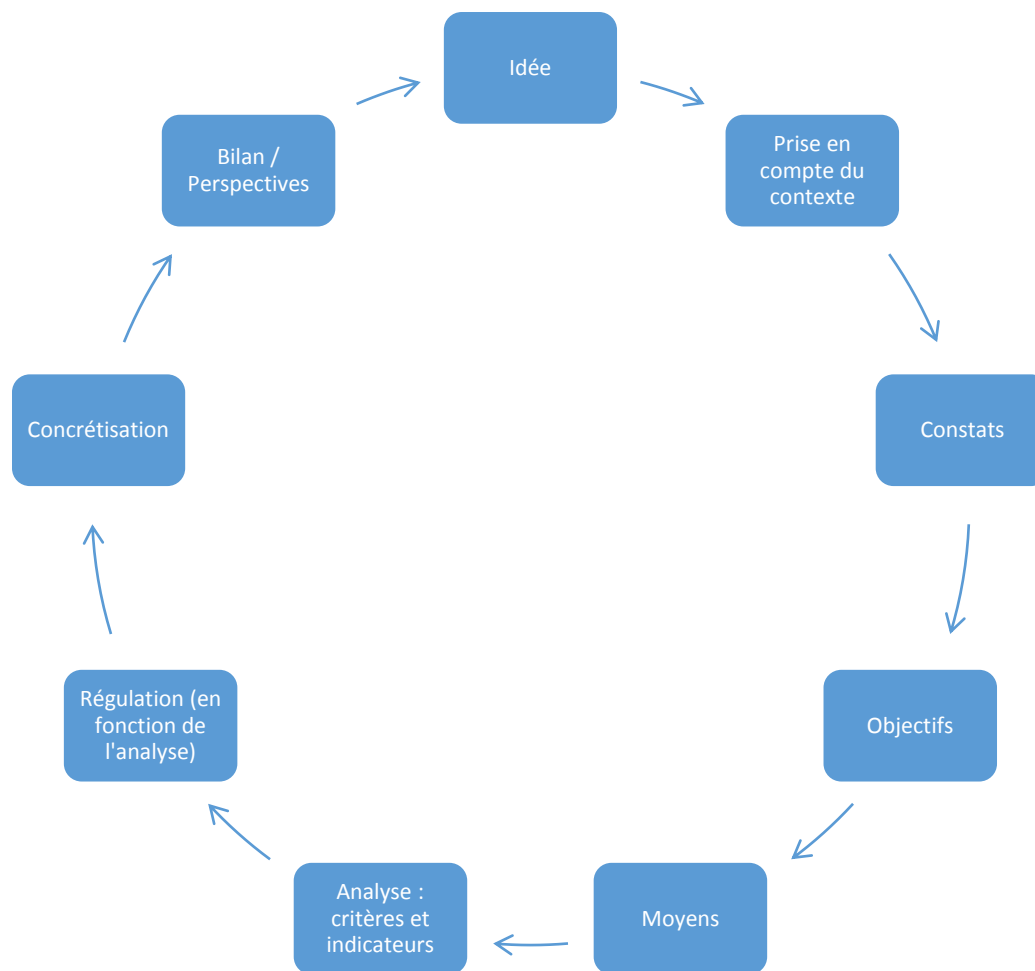 Idée
Prise en
compte du
contexte
Constats
Objectifs
Moyens
Analyse :
critères et
indicateurs
Régulation (en
fonction de
l'analyse)
Concrétisation
Bilan /
Perspectives